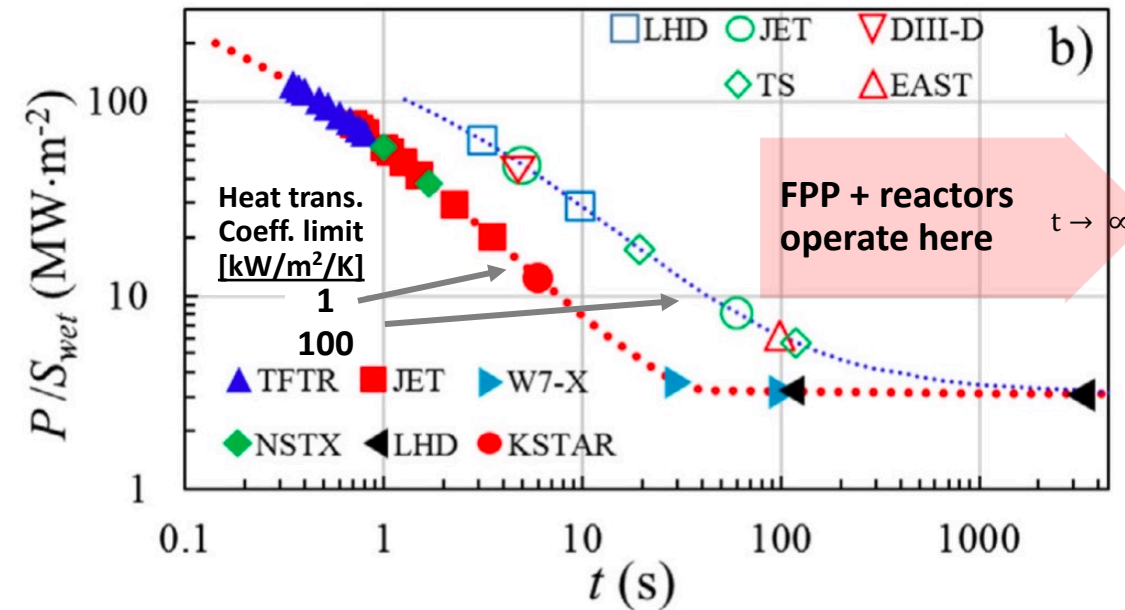 LHD JET DIII-D b)
TS EAST
P/S_wet (MW·m⁻²)
100
10
1
Heat trans.
Coeff. limit
[kW/m²/K]
1
100
FPP + reactors
operate here
t → ∞
TFTR JET W7-X
NSTX LHD KSTAR
0.1 1 10 100 1000
t (s)